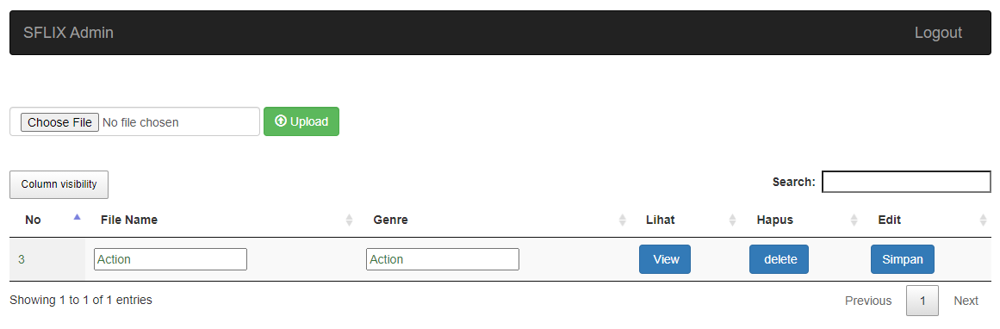 SFLIX Admin Logout
Choose File No file chosen Upload
Column visibility Search:
No File Name Genre Lihat Hapus Edit
3 Action Action View delete Simpan
Showing 1 to 1 of 1 entries Previous 1 Next